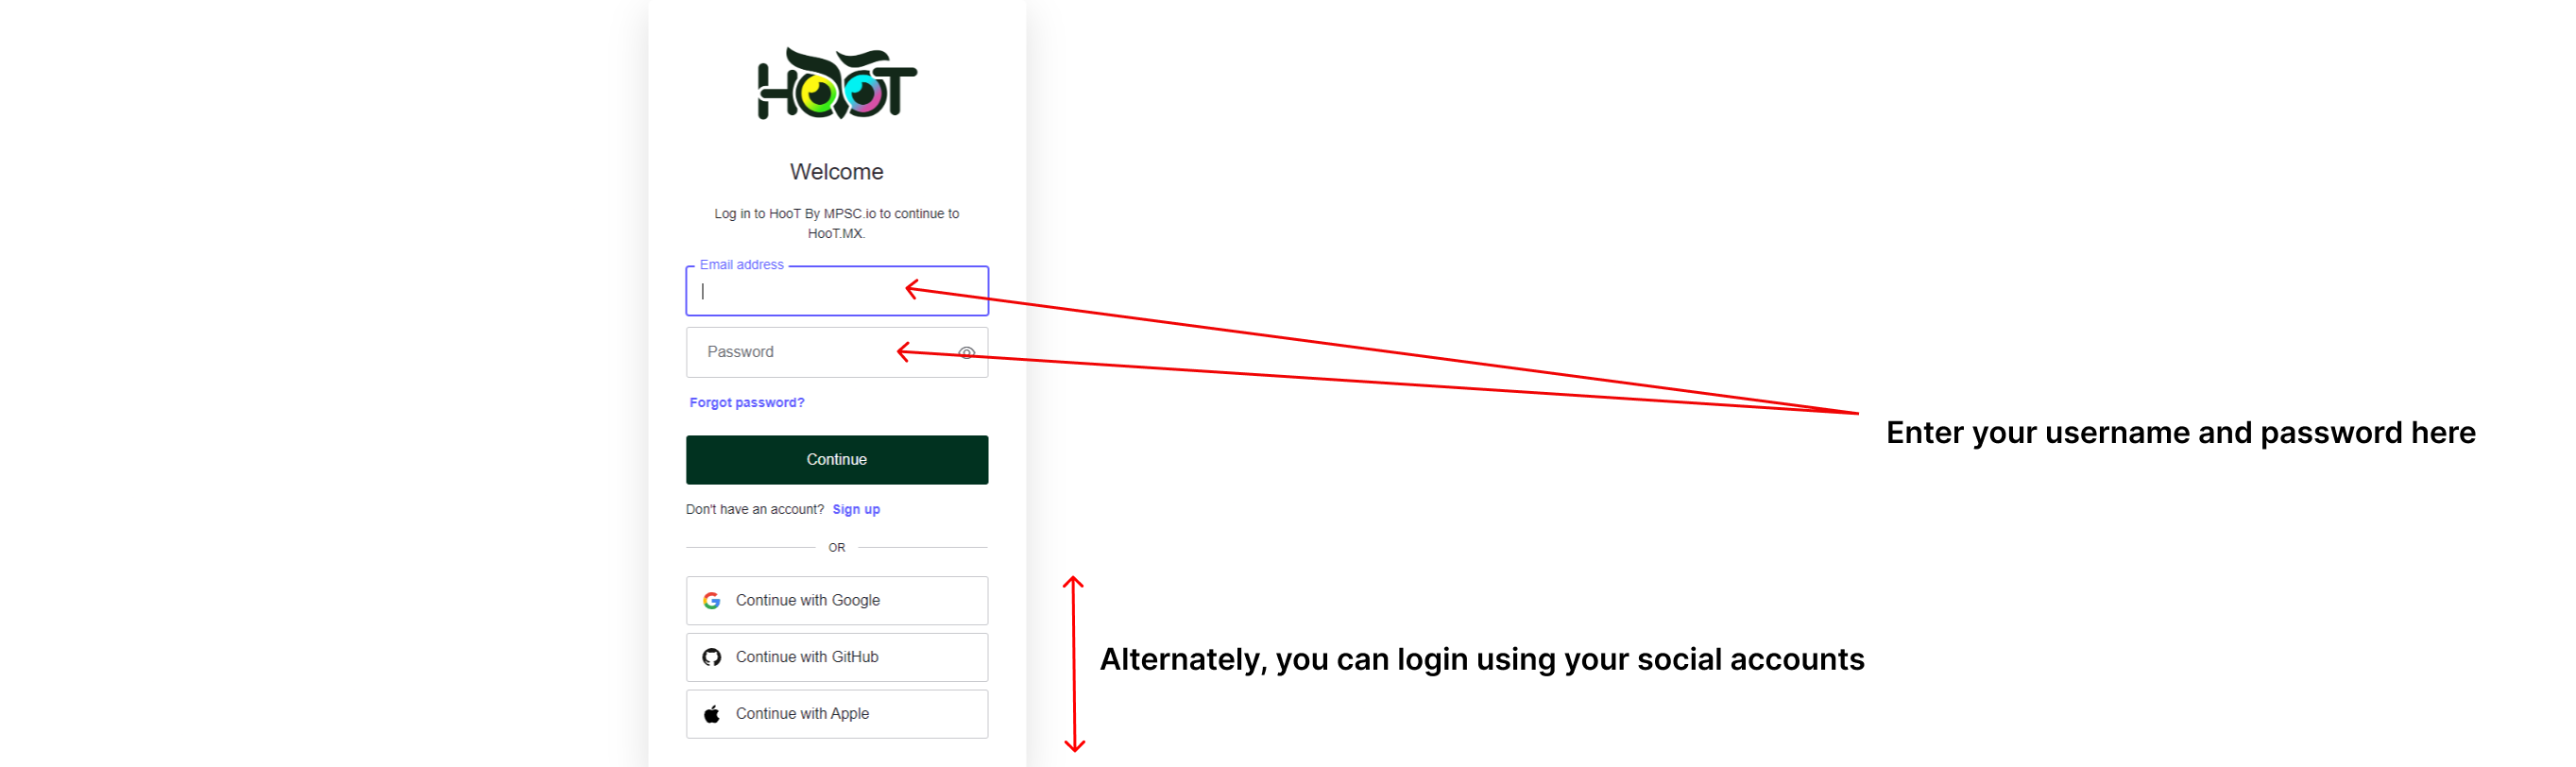 HOOT
Welcome
Log in to HooT By MPSC.io to continue to
HooT.MX.
Email address
Password
Forgot password?
Continue
Don't have an account? Sign up
OR
Continue with Google
Continue with GitHub
Continue with Apple
Enter your username and password here
Alternately, you can login using your social accounts